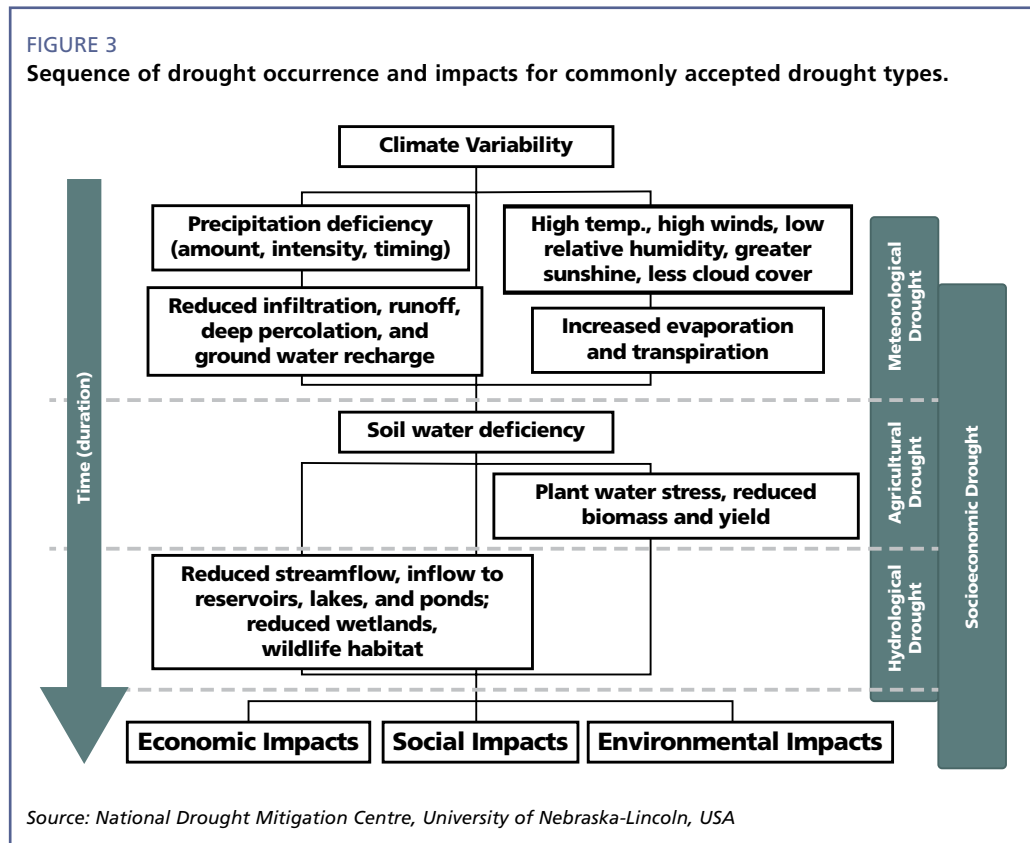 FIGURE 3
Sequence of drought occurrence and impacts for commonly accepted drought types.
Climate Variability
Precipitation deficiency
(amount, intensity, timing)
High temp., high winds, low
relative humidity, greater
sunshine, less cloud cover
Reduced infiltration, runoff,
deep percolation, and
ground water recharge
Increased evaporation
and transpiration
Soil water deficiency
Plant water stress, reduced
biomass and yield
Reduced streamflow, inflow to
reservoirs, lakes, and ponds;
reduced wetlands,
wildlife habitat
Economic Impacts
Social Impacts
Environmental Impacts
Time (duration)
Meteorological
Drought
Agricultural
Drought
Hydrological
Drought
Socioeconomic Drought
Source: National Drought Mitigation Centre, University of Nebraska-Lincoln, USA